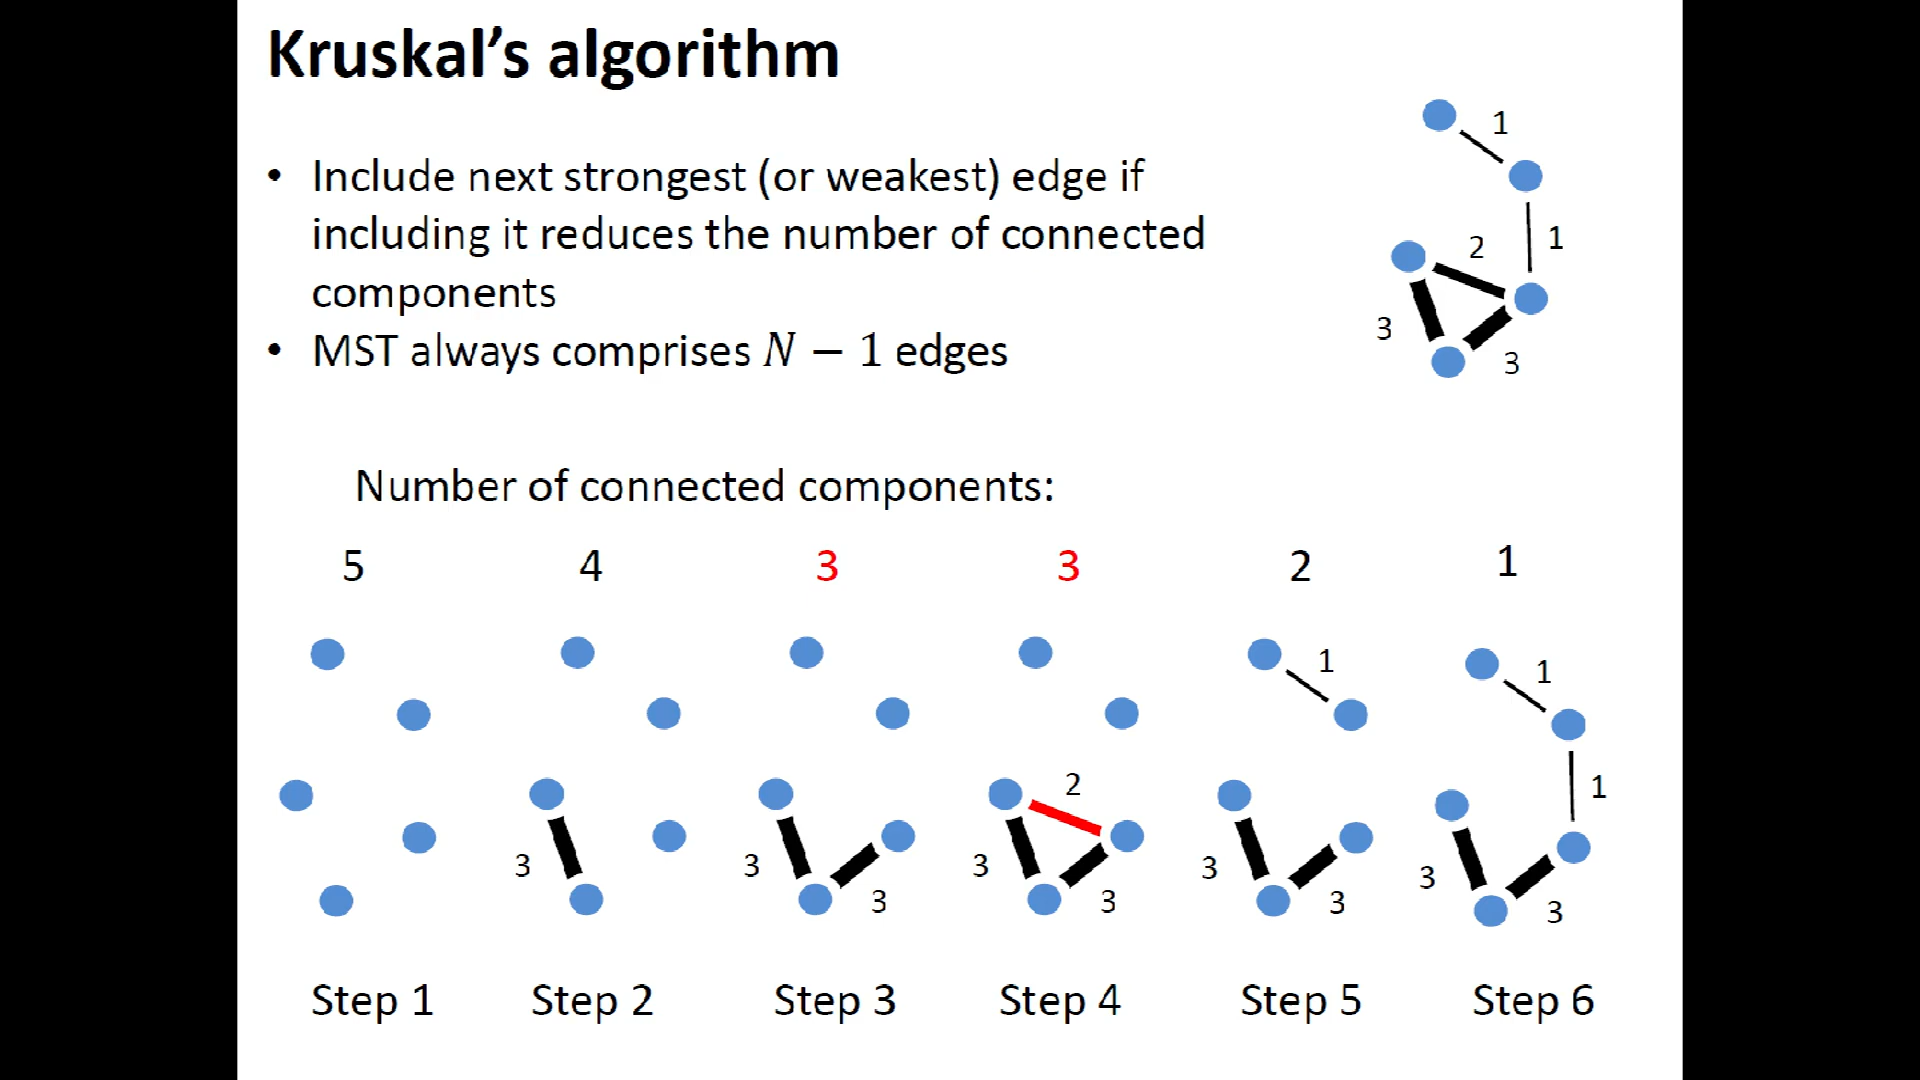 Kruskal's algorithm
• Include next strongest (or weakest) edge if
including it reduces the number of connected
components
• MST always comprises N − 1 edges
1
1
2
3
3
Number of connected components:
5 4 3 3 2 1
3
3
3
2
3
3
1
3
3
1
1
3
3
Step 1 Step 2 Step 3 Step 4 Step 5 Step 6